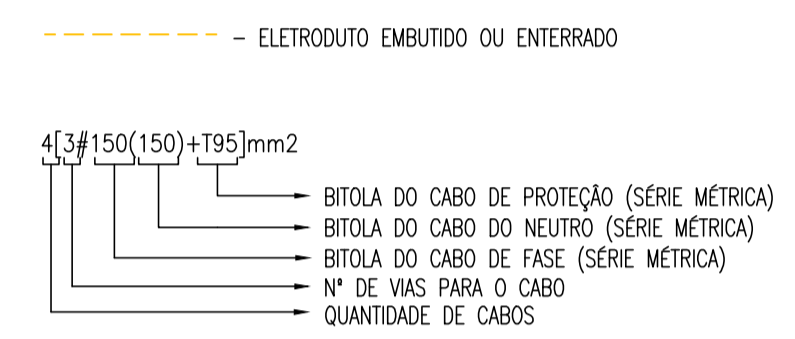 – ELETRODUTO EMBUTIDO OU ENTERRADO
4[3#150(150)+T95]mm2
BITOLA DO CABO DE PROTEÇÂO (SÉRIE MÉTRICA)
BITOLA DO CABO DO NEUTRO (SÉRIE MÉTRICA)
BITOLA DO CABO DE FASE (SÉRIE MÉTRICA)
Nº DE VIAS PARA O CABO
QUANTIDADE DE CABOS